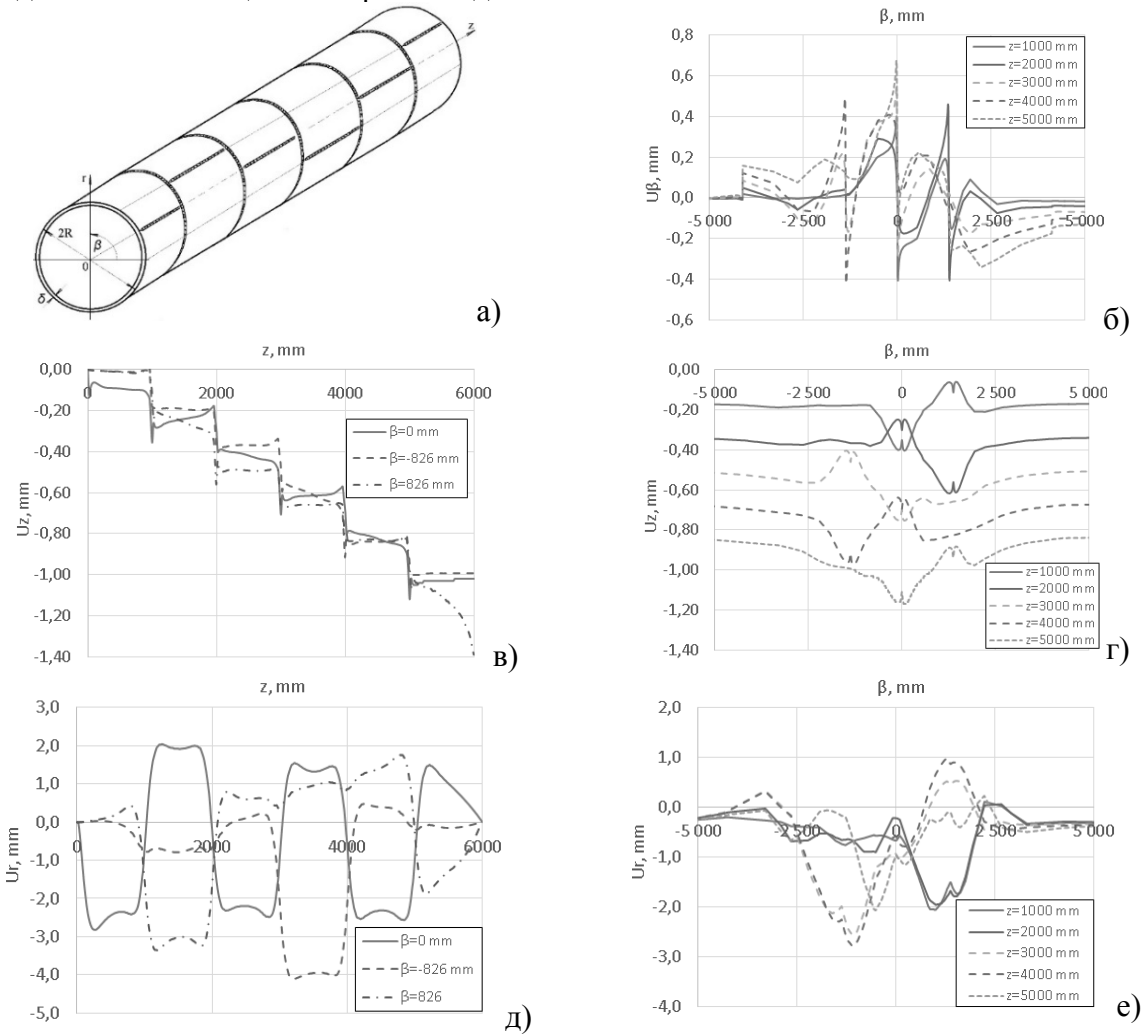 z
r
2R
β
0
δ
а)
β, mm
0,8
0,6
0,4
0,2
0,0
-0,2
-0,4
-0,6
Uβ, mm
-5 000
-2 500
0
2 500
5 000
z=1000 mm
z=2000 mm
z=3000 mm
z=4000 mm
z=5000 mm
б)
z, mm
0,00
-0,20
-0,40
-0,60
-0,80
-1,00
-1,20
-1,40
Uz, mm
0
2000
4000
6000
β=0 mm
β=-826 mm
β=826 mm
в)
β, mm
0,00
-0,20
-0,40
-0,60
-0,80
-1,00
-1,20
-1,40
Uz, mm
-5 000
-2 500
0
2 500
5 000
z=1000 mm
z=2000 mm
z=3000 mm
z=4000 mm
z=5000 mm
г)
z, mm
3,0
2,0
1,0
0,0
-1,0
-2,0
-3,0
-4,0
-5,0
Ur, mm
0
2000
4000
6000
β=0 mm
β=-826 mm
β=826
д)
β, mm
2,0
1,0
0,0
-1,0
-2,0
-3,0
-4,0
Ur, mm
-5 000
-2 500
0
2 500
5 000
z=1000 mm
z=2000 mm
z=3000 mm
z=4000 mm
z=5000 mm
е)